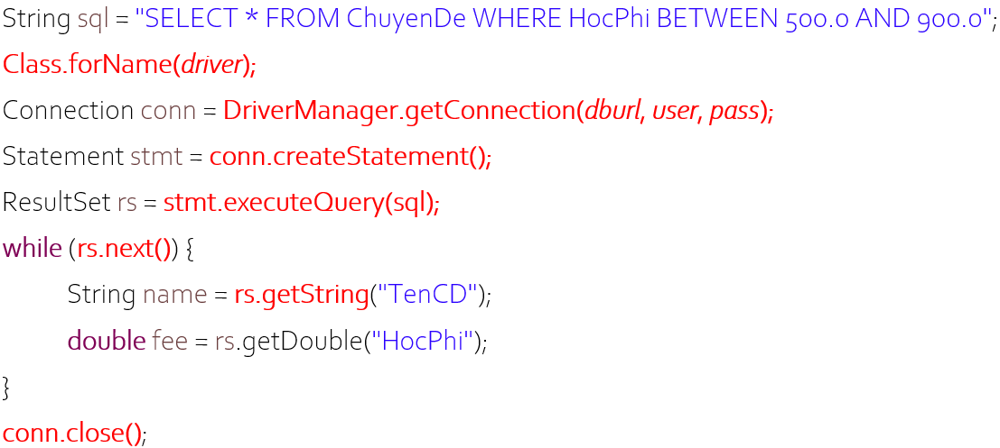 String sql = "SELECT * FROM ChuyenDe WHERE HocPhi BETWEEN 500.0 AND 900.0";
Class.forName(driver);
Connection conn = DriverManager.getConnection(dburl, user, pass);
Statement stmt = conn.createStatement();
ResultSet rs = stmt.executeQuery(sql);
while (rs.next()) {
String name = rs.getString("TenCD");
double fee = rs.getDouble("HocPhi");
}
conn.close();